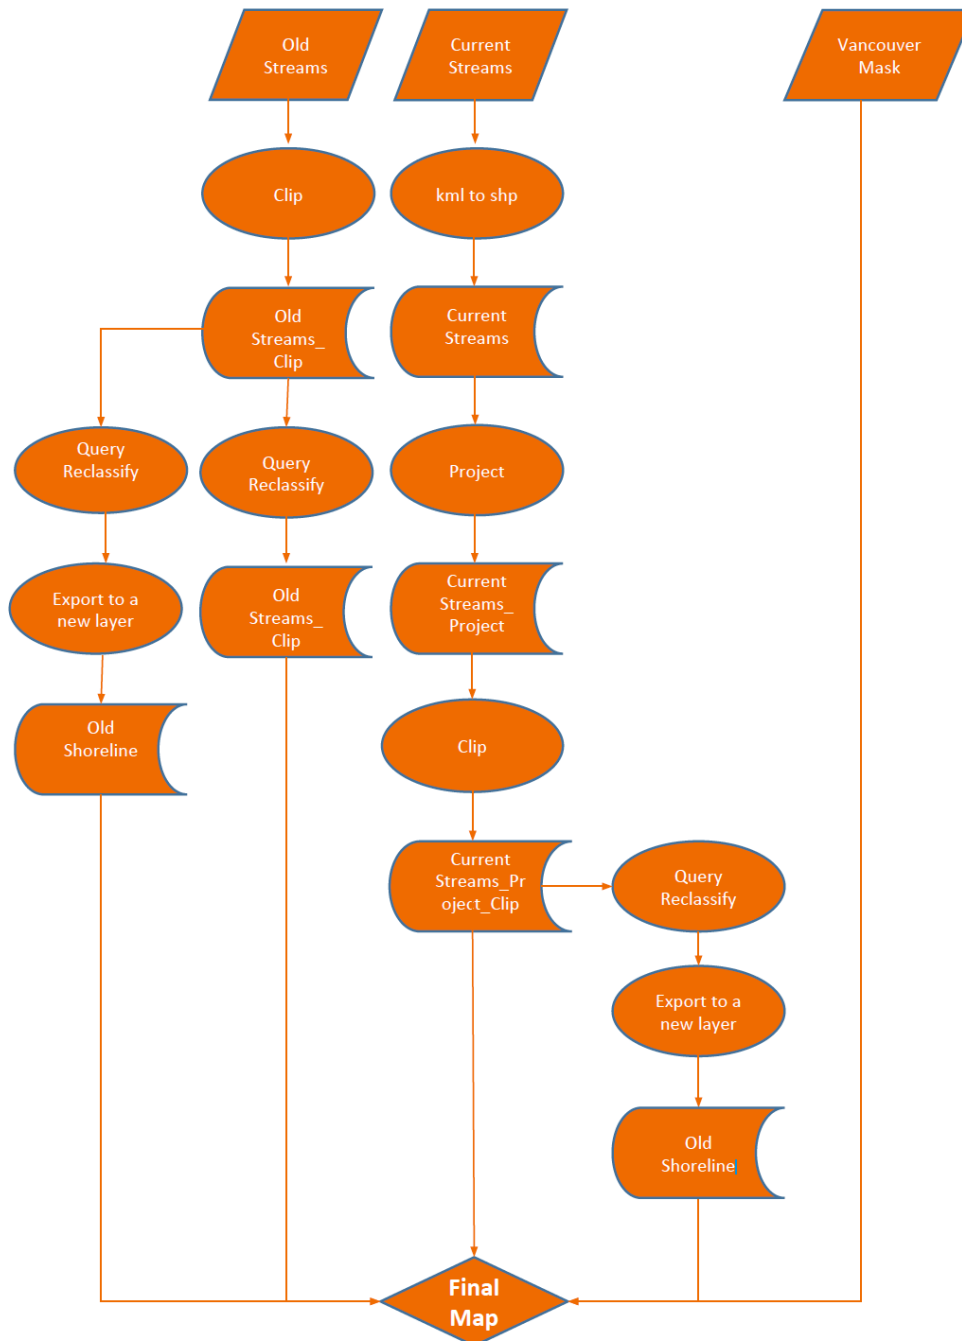 Old
Streams
Current
Streams
Vancouver
Mask
Clip
kml to shp
Old
Streams_
Clip
Current
Streams
Query
Reclassify
Query
Reclassify
Project
Export to a
new layer
Old
Streams_
Clip
Current
Streams_
Project
Old
Shoreline
Clip
Current
Streams_Pr
oject_Clip
Query
Reclassify
Export to a
new layer
Old
Shoreline
Final
Map